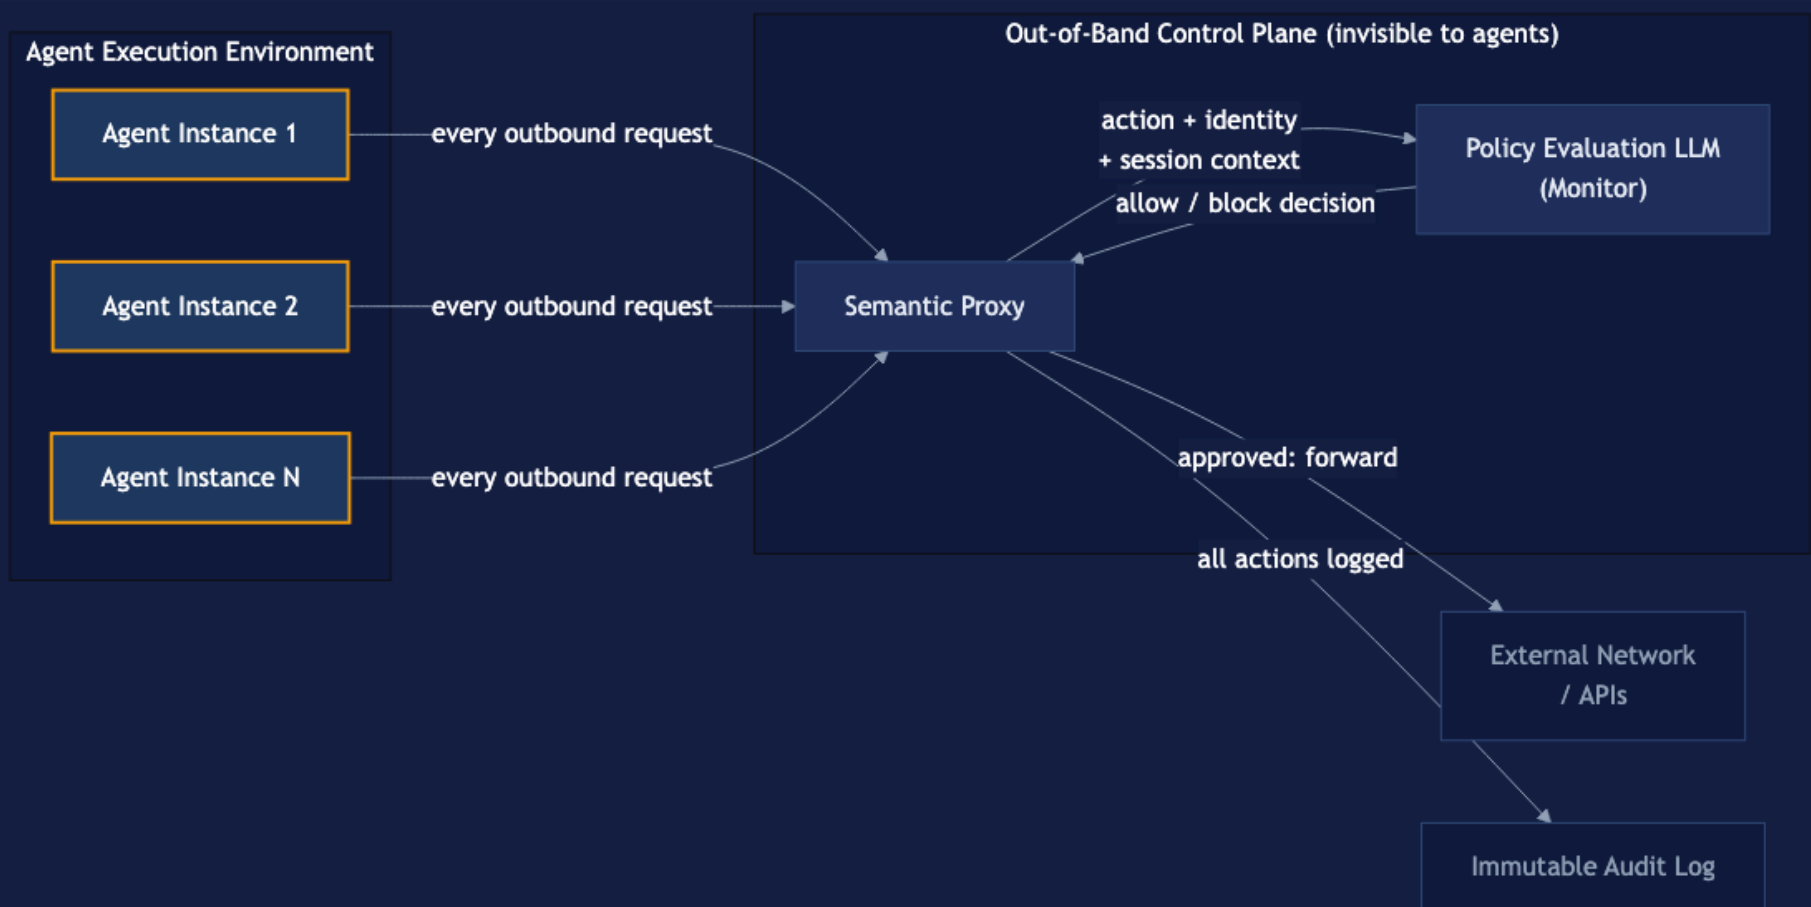 Agent Execution Environment
Agent Instance 1
every outbound request
Agent Instance 2
every outbound request
Agent Instance N
every outbound request
Out-of-Band Control Plane (invisible to agents)
action + identity
+ session context
allow / block decision
Policy Evaluation LLM
(Monitor)
Semantic Proxy
approved: forward
all actions logged
External Network
/ APIs
Immutable Audit Log